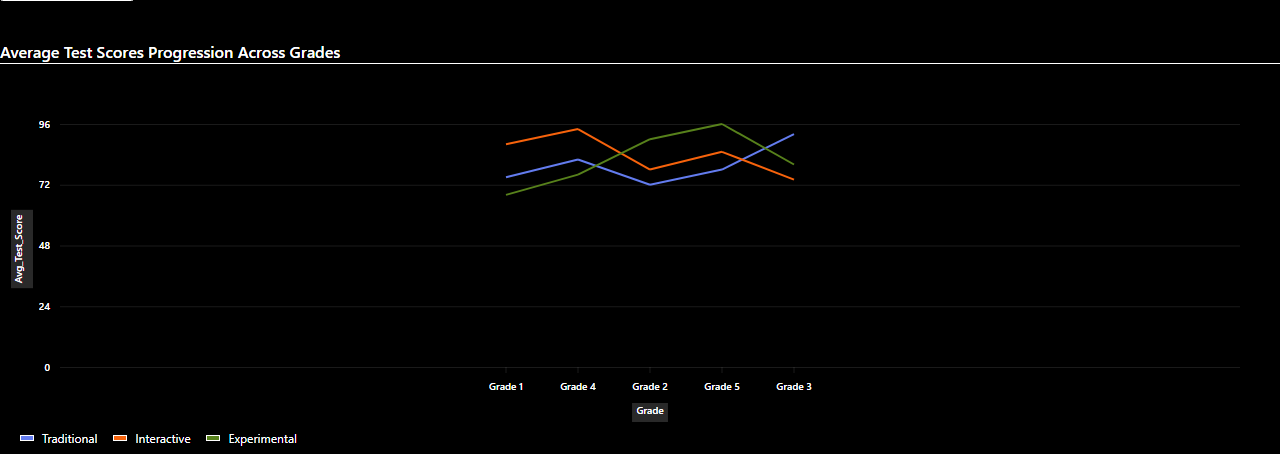 Average Test Scores Progression Across Grades
96
72
48
24
0
Avg_Test_Score
Grade 1 Grade 4 Grade 2 Grade 5 Grade 3
Grade
Traditional Interactive Experimental